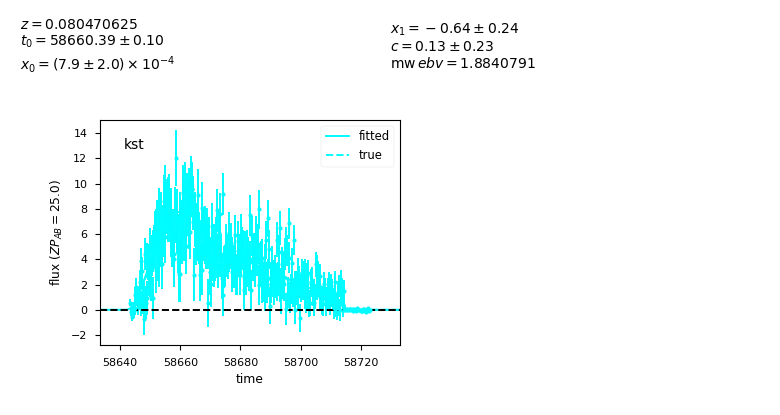 z = 0.080470625
t₀ = 58660.39 ± 0.10
x₀ = (7.9 ± 2.0) × 10⁻⁴
x₁ = −0.64 ± 0.24
c = 0.13 ± 0.23
mw ebv = 1.8840791
kst
fitted
true
14
12
10
8
6
4
2
0
−2
flux (ZP_AB = 25.0)
58640 58660 58680 58700 58720
time